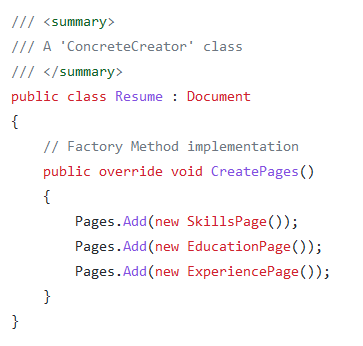 /// <summary>
/// A 'ConcreteCreator' class
/// </summary>
public class Resume : Document
{
    // Factory Method implementation
    public override void CreatePages()
    {
        Pages.Add(new SkillsPage());
        Pages.Add(new EducationPage());
        Pages.Add(new ExperiencePage());
    }
}